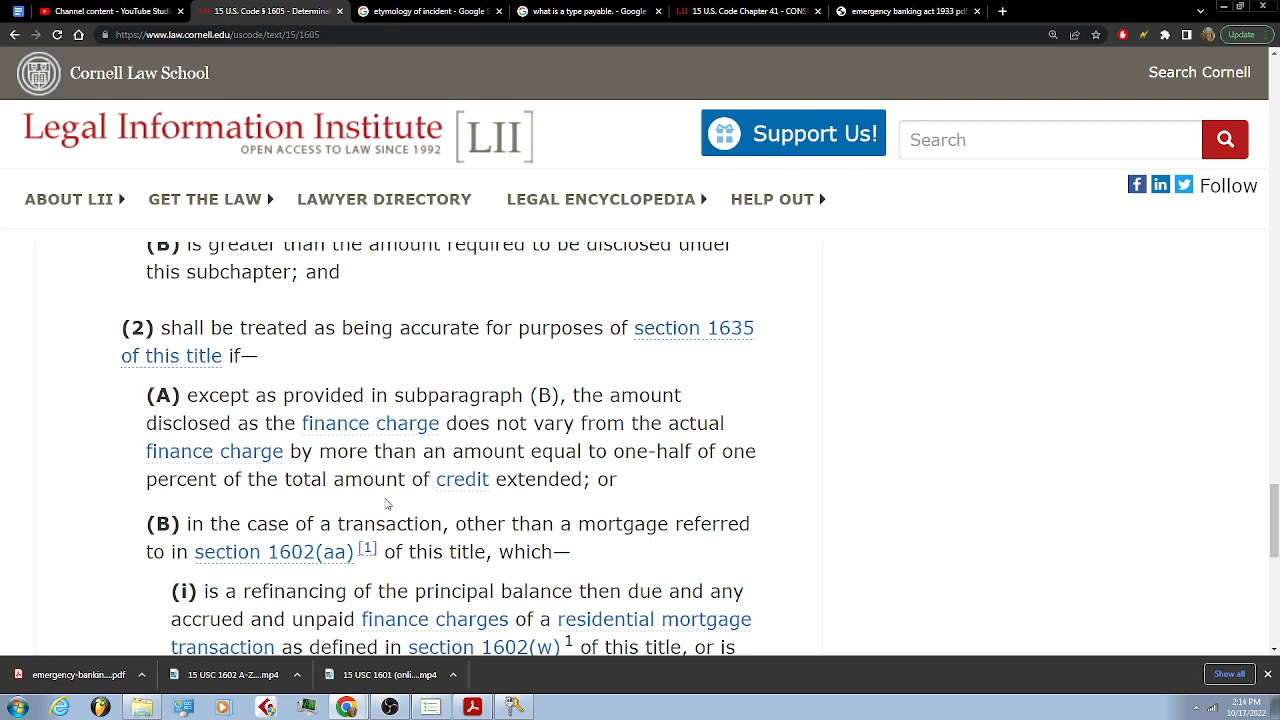 Channel content - YouTube Studi
15 U.S. Code § 1605 - Determinat
etymology of incident - Google S
what is a type payable. - Google
LII 15 U.S. Code Chapter 41 - CONS
emergency banking act 1933 pdf
https://www.law.cornell.edu/uscode/text/15/1605
Update
Cornell Law School
Search Cornell
Legal Information Institute [LII]
OPEN ACCESS TO LAW SINCE 1992
Support Us!
Search
ABOUT LII
GET THE LAW
LAWYER DIRECTORY
LEGAL ENCYCLOPEDIA
HELP OUT
Follow
(B) is greater than the amount required to be disclosed under
this subchapter; and
(2) shall be treated as being accurate for purposes of section 1635
of this title if—
(A) except as provided in subparagraph (B), the amount
disclosed as the finance charge does not vary from the actual
finance charge by more than an amount equal to one-half of one
percent of the total amount of credit extended; or
(B) in the case of a transaction, other than a mortgage referred
to in section 1602(aa) [1] of this title, which—
(i) is a refinancing of the principal balance then due and any
accrued and unpaid finance charges of a residential mortgage
transaction as defined in section 1602(w) 1 of this title, or is
emergency-bankin....pdf
15 USC 1602 A-Z....mp4
15 USC 1601 (onli....mp4
Show all
2:14 PM
10/17/2022